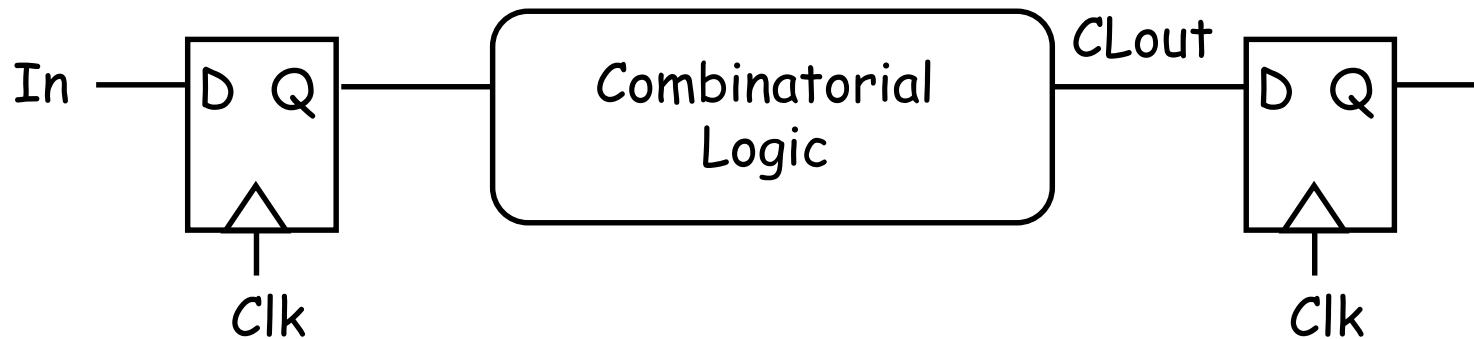 In
D Q
Clk
Combinatorial
Logic
CLout
D Q
Clk